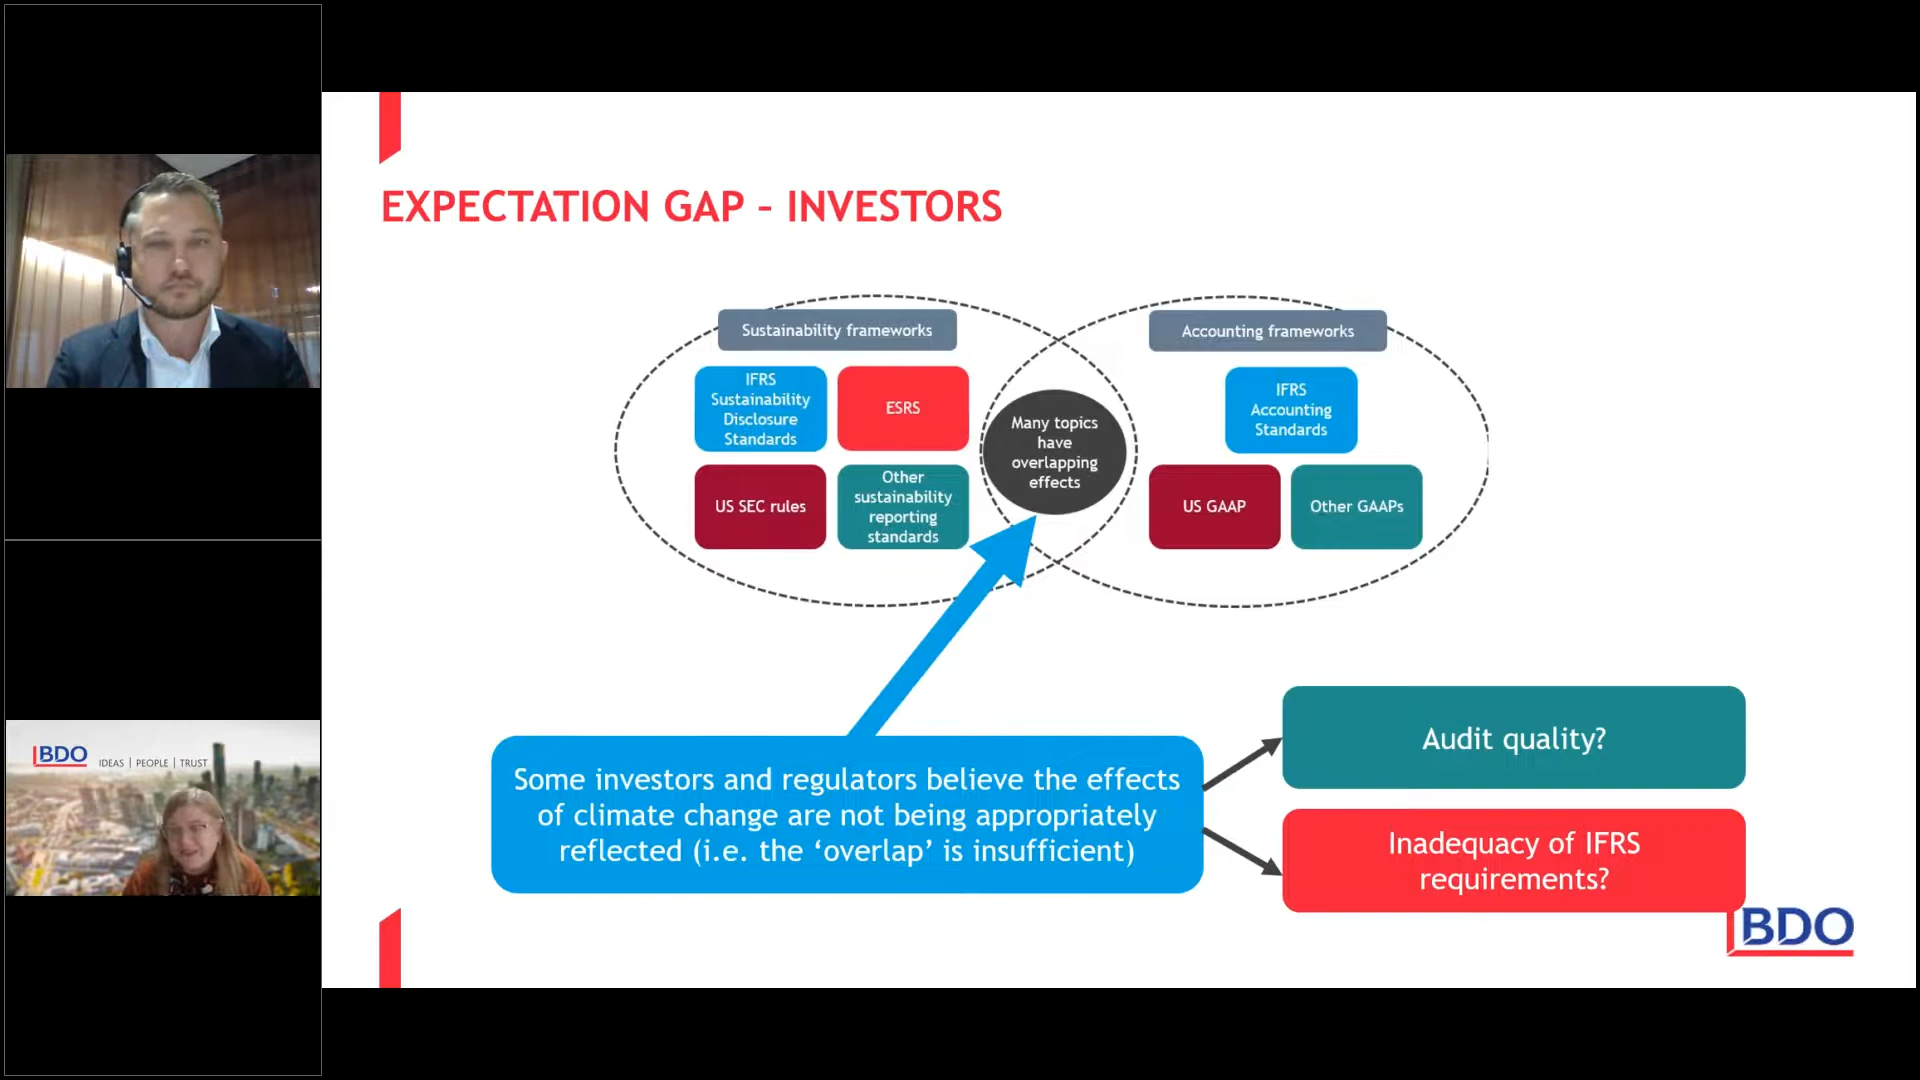 EXPECTATION GAP – INVESTORS
Sustainability frameworks
IFRS
Sustainability
Disclosure
Standards
ESRS
US SEC rules
Other
sustainability
reporting
standards
Many topics
have
overlapping
effects
Accounting frameworks
IFRS
Accounting
Standards
US GAAP
Other GAAPs
Some investors and regulators believe the effects
of climate change are not being appropriately
reflected (i.e. the ‘overlap’ is insufficient)
Audit quality?
Inadequacy of IFRS
requirements?
BDO
BDO
IDEAS | PEOPLE | TRUST